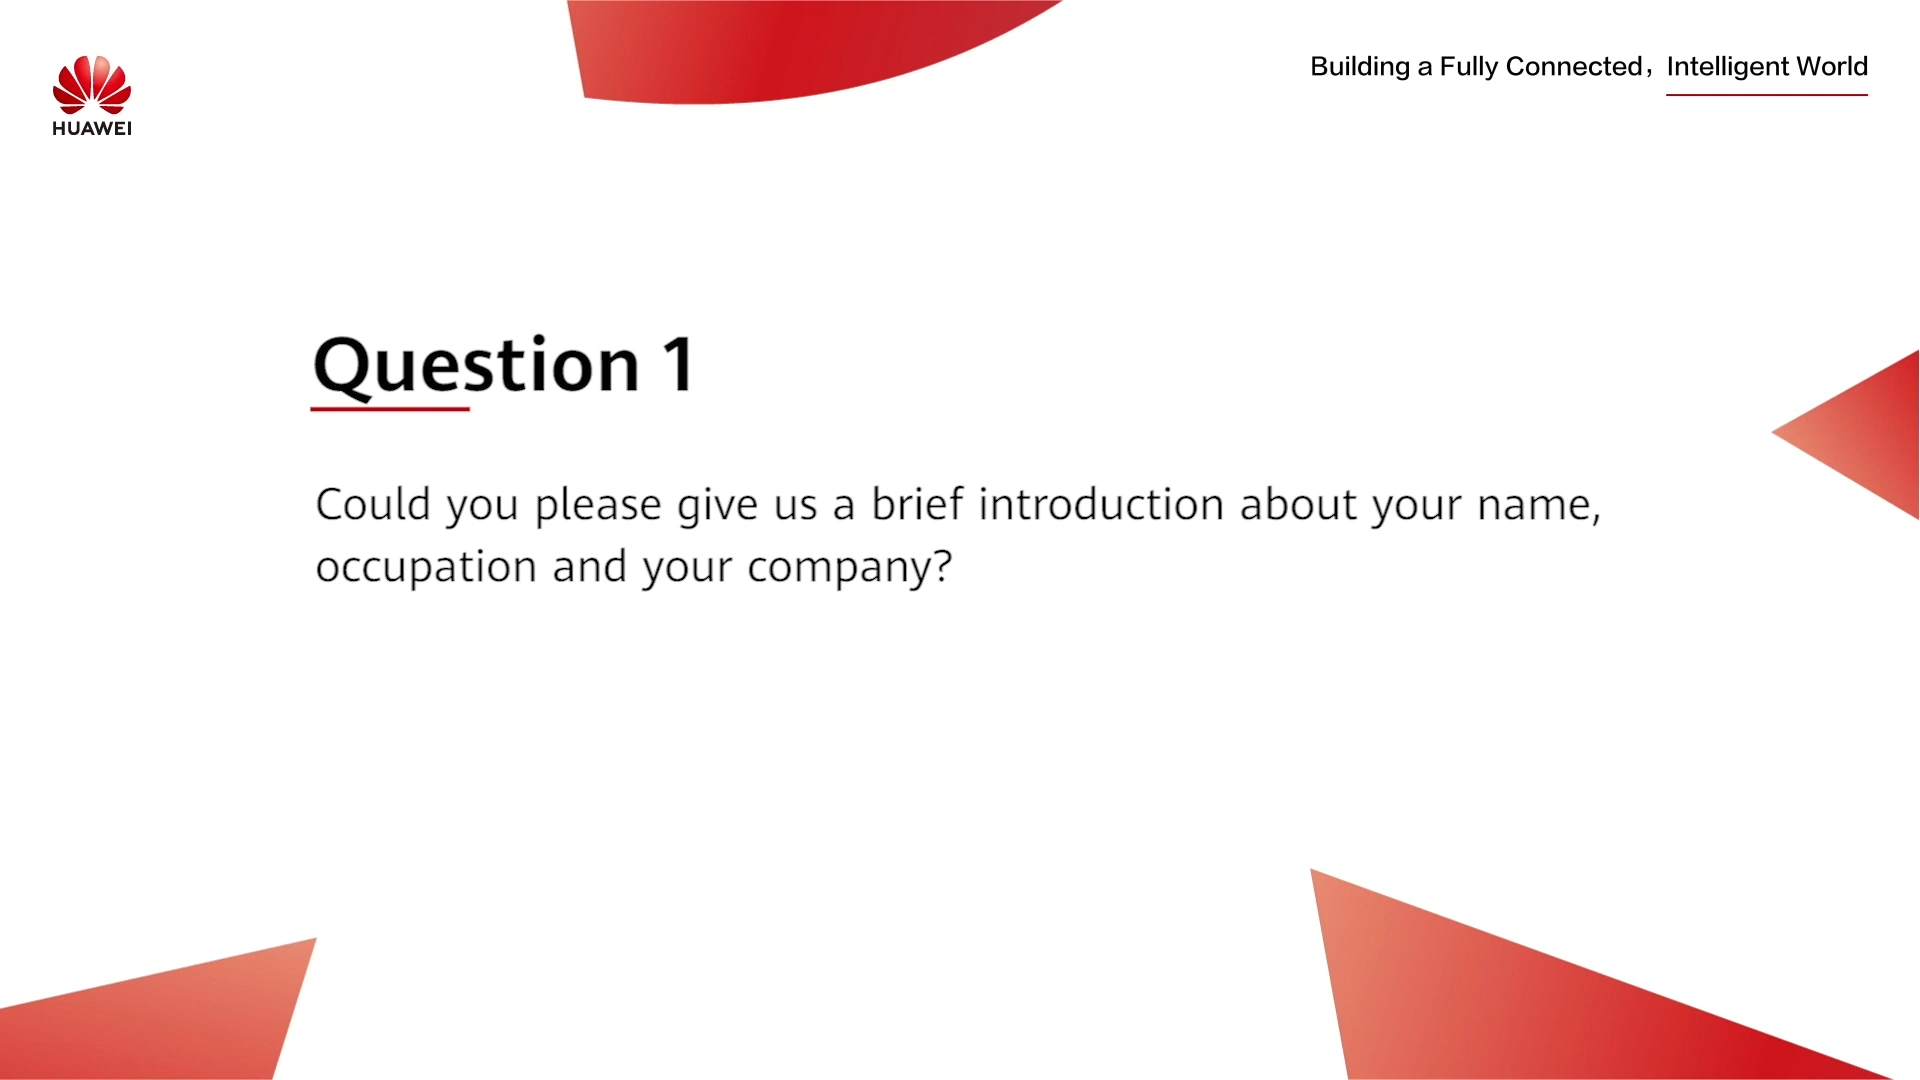 HUAWEI
Building a Fully Connected, Intelligent World
Question 1
Could you please give us a brief introduction about your name,
occupation and your company?